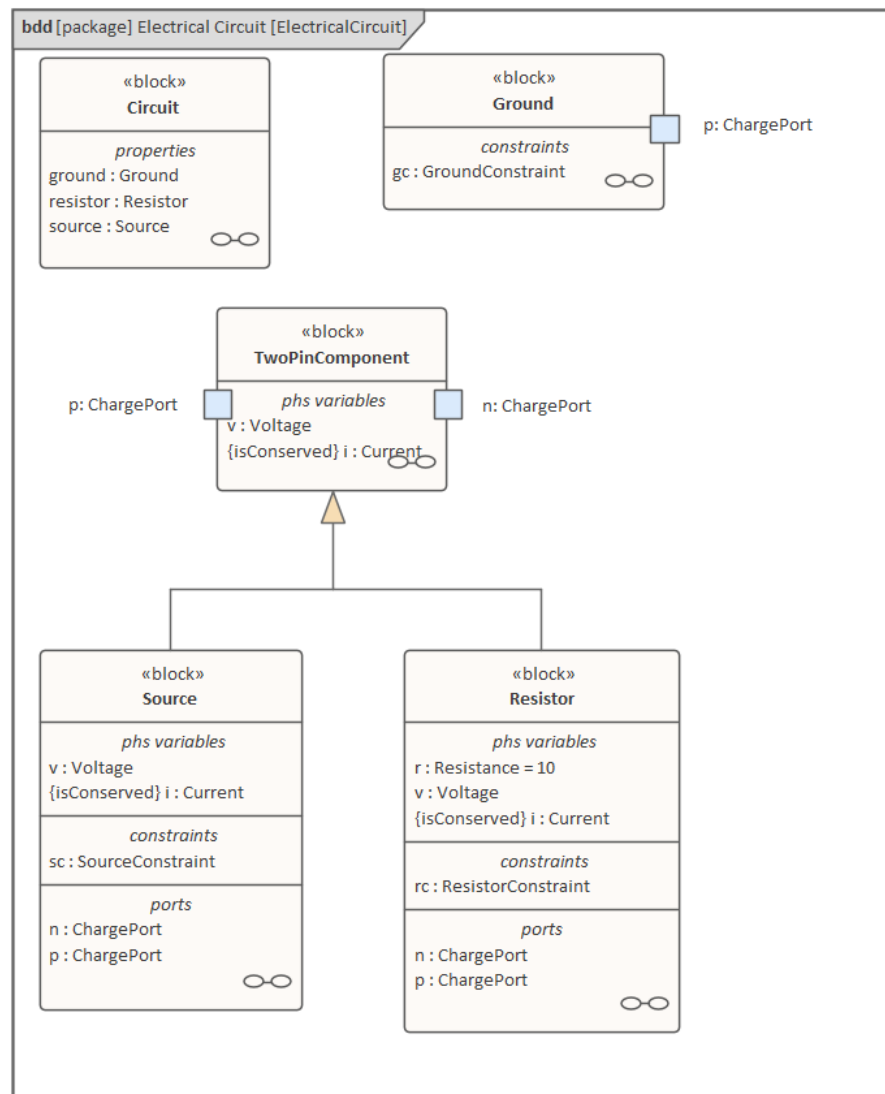 bdd [package] Electrical Circuit [ElectricalCircuit]
«block»
Circuit
properties
ground : Ground
resistor : Resistor
source : Source
«block»
Ground
constraints
gc : GroundConstraint
p: ChargePort
«block»
TwoPinComponent
p: ChargePort
phs variables
v : Voltage
{isConserved} i : Current
n: ChargePort
«block»
Source
phs variables
v : Voltage
{isConserved} i : Current
constraints
sc : SourceConstraint
ports
n : ChargePort
p : ChargePort
«block»
Resistor
phs variables
r : Resistance = 10
v : Voltage
{isConserved} i : Current
constraints
rc : ResistorConstraint
ports
n : ChargePort
p : ChargePort